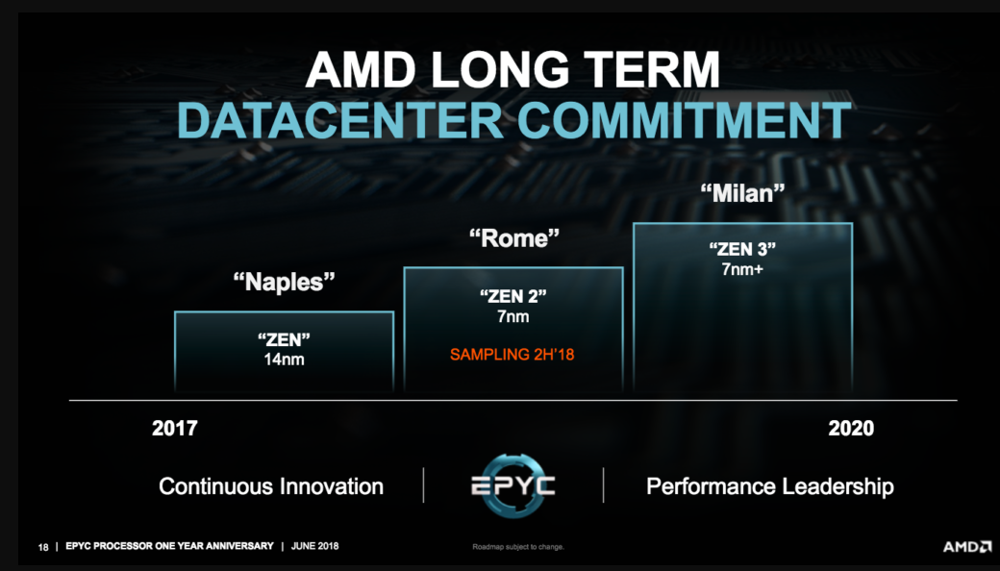 AMD LONG TERM
DATACENTER COMMITMENT
“Naples”
“ZEN”
14nm
“Rome”
“ZEN 2”
7nm
SAMPLING 2H’18
“Milan”
“ZEN 3”
7nm+
2017
2020
Continuous Innovation
EPYC
Performance Leadership
18 | EPYC PROCESSOR ONE YEAR ANNIVERSARY | JUNE 2018
Roadmap subject to change.
AMD